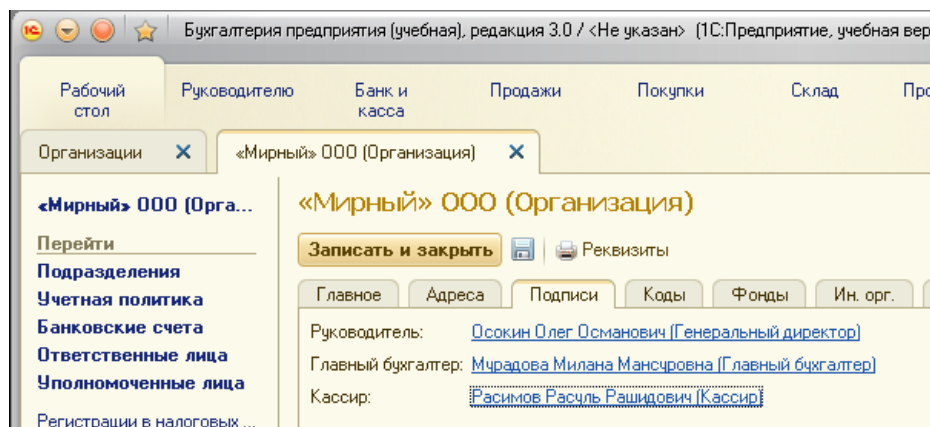 1С Бухгалтерия предприятия (учебная), редакция 3.0 / <Не указан> (1С:Предприятие, учебная вер
Рабочий стол Руководителю Банк и касса Продажи Покупки Склад Про
Организации «Мирный» ООО (Организация)
«Мирный» ООО (Орга...
Перейти
Подразделения
Учетная политика
Банковские счета
Ответственные лица
Уполномоченные лица
Регистрации в налоговых ...
«Мирный» ООО (Организация)
Записать и закрыть Реквизиты
Главное Адреса Подписи Коды Фонды Ин. орг.
Руководитель: Осокин Олег Османович (Генеральный директор)
Главный бухгалтер: Мурадова Милана Мансуровна (Главный бухгалтер)
Кассир: Расимов Расуль Рашидович (Кассир)